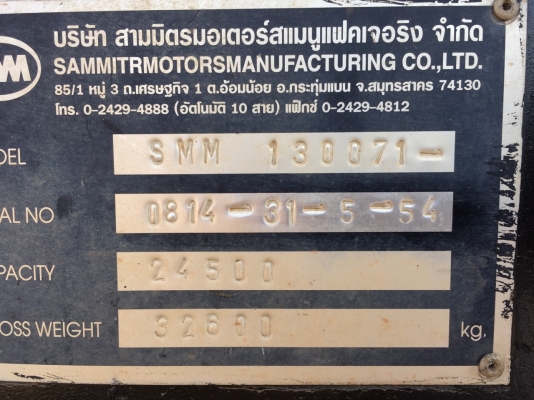 บริษัท สามมิตรมอเตอร์สแมนูแฟคเจอริง จำกัด
SAMMITRMOTORSMANUFACTURING CO.,LTD.
85/1 หมู่ 3 ถ.เศรษฐกิจ 1 ต.อ้อมน้อย อ.กระทุ่มแบน จ.สมุทรสาคร 74130
โทร. 0-2429-4888 (อัตโนมัติ 10 สาย) แฟ็กซ์ 0-2429-4812
DEL SMM 130071-
AL NO 0814-31-5-54
PACITY 24500
OSS WEIGHT 32600 kg.